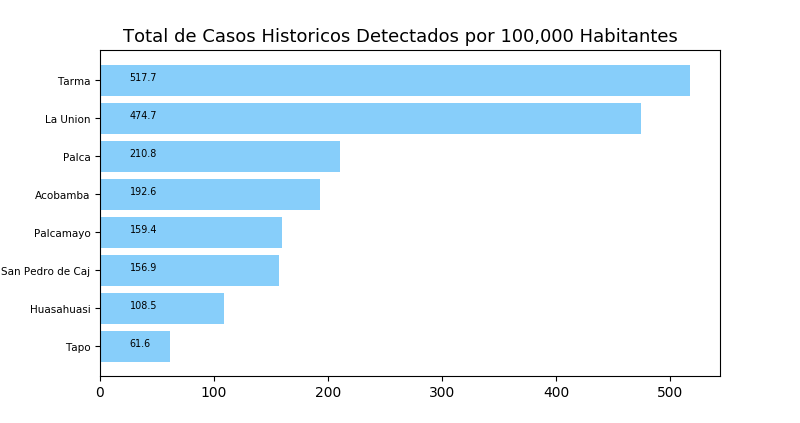 Total de Casos Historicos Detectados por 100,000 Habitantes
Tarma 517.7
La Union 474.7
Palca 210.8
Acobamba 192.6
Palcamayo 159.4
San Pedro de Caj 156.9
Huasahuasi 108.5
Tapo 61.6
0 100 200 300 400 500